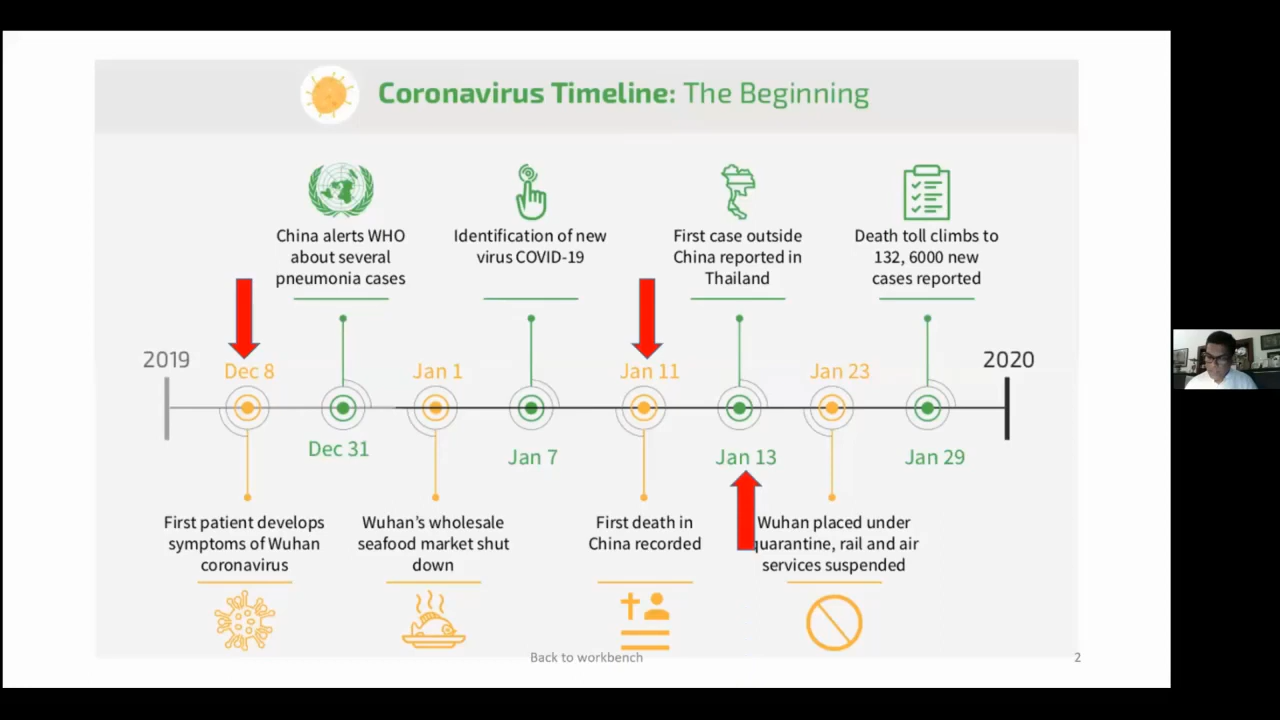 Coronavirus Timeline: The Beginning
China alerts WHO
about several
pneumonia cases
Identification of new
virus COVID-19
First case outside
China reported in
Thailand
Death toll climbs to
132, 6000 new
cases reported
2019
Dec 8
Jan 1
Jan 11
Jan 23
2020
Dec 31
Jan 7
Jan 13
Jan 29
First patient develops
symptoms of Wuhan
coronavirus
Wuhan's wholesale
seafood market shut
down
First death in
China recorded
Wuhan placed under
quarantine, rail and air
services suspended
Back to workbench
2